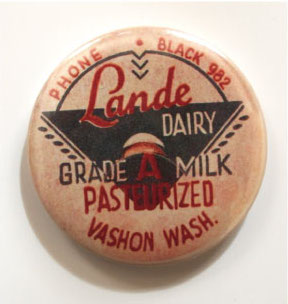 PHONE • BLACK 982
Lande
DAIRY
GRADE A MILK
PASTEURIZED
VASHON WASH.